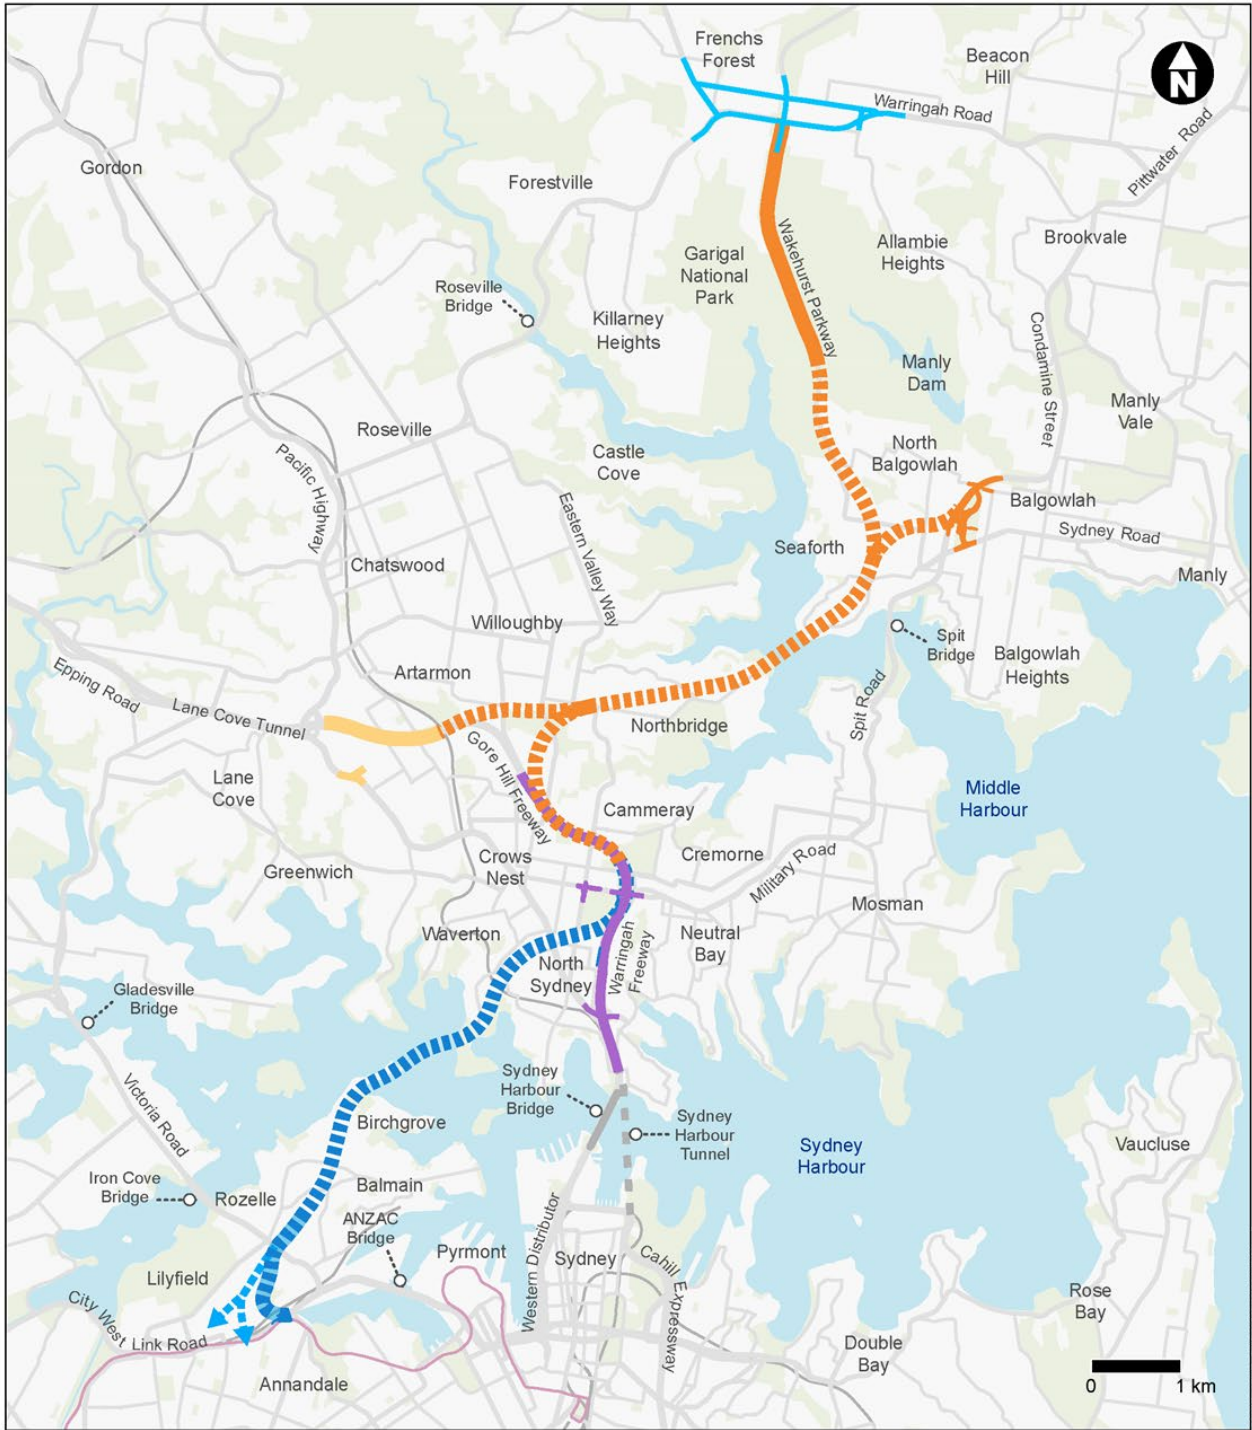 Frenchs
Forest
Beacon
Hill
N
Warringah Road
Pittwater Road
Gordon
Forestville
Wakehurst Parkway
Allambie
Heights
Brookvale
Garigal
National
Park
Roseville
Bridge
Killarney
Heights
Condamine Street
Manly
Dam
Manly
Vale
Roseville
Pacific Highway
Castle
Cove
North
Balgowlah
Eastern Valley Way
Balgowlah
Sydney Road
Seaforth
Chatswood
Manly
Willoughby
Spit
Bridge
Balgowlah
Heights
Epping Road
Artarmon
Lane Cove Tunnel
Spit Road
Northbridge
Gore Hill Freeway
Lane
Cove
Middle
Harbour
Cammeray
Crows
Nest
Cremorne
Military Road
Greenwich
Mosman
Waverton
Neutral
Bay
Warringah
Freeway
North
Sydney
Gladesville
Bridge
Sydney
Harbour
Bridge
Victoria Road
Birchgrove
Sydney
Harbour
Tunnel
Sydney
Harbour
Vaucluse
Iron Cove
Bridge
Rozelle
Balmain
ANZAC
Bridge
Western Distributor
Pyrmont
Sydney
Cahill Expressway
Lilyfield
City West
Link Road
Rose
Bay
Double
Bay
Annandale
0 1 km